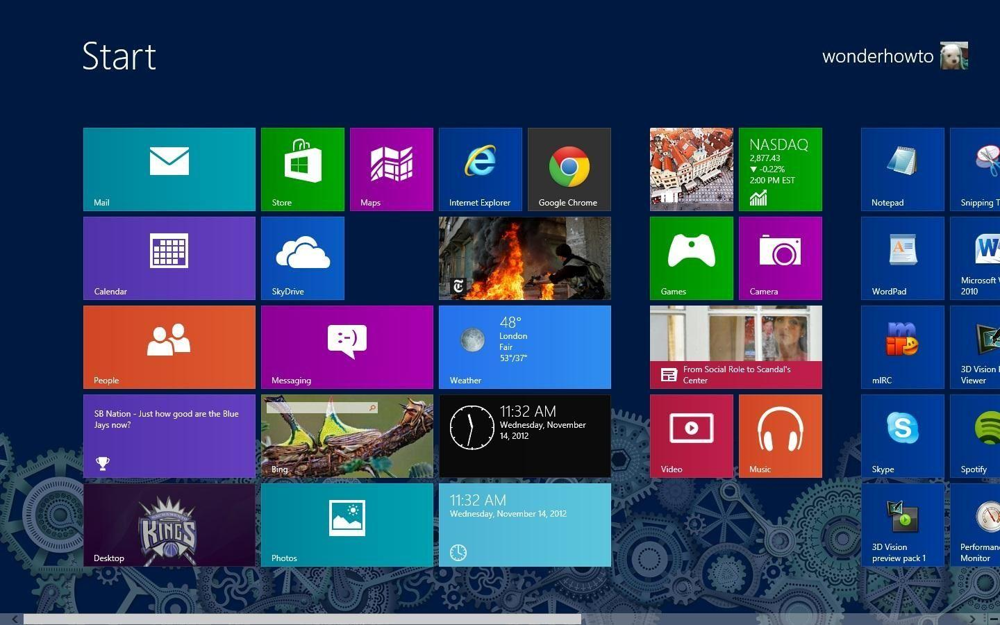 Start
wonderhowto
Mail
Store
Maps
Internet Explorer
Google Chrome
NASDAQ
2,877.43
▼ -0.22%
2:00 PM EST
Notepad
Snipping T
Calendar
SkyDrive
T
Games
Camera
WordPad
W
Microsoft W
2010
People
:-)
Messaging
48°
London
Fair
53°/37°
Weather
From Social Role to Scandal's
Center
mIRC
3D Vision
Viewer
SB Nation - Just how good are the Blue
Jays now?
Bing
11:32 AM
Wednesday, November
14, 2012
Video
Music
S
Skype
Spotify
SACRAMENTO
KINGS
Desktop
Photos
11:32 AM
Wednesday, November 14, 2012
3D Vision
preview pack 1
Performan
Monitor